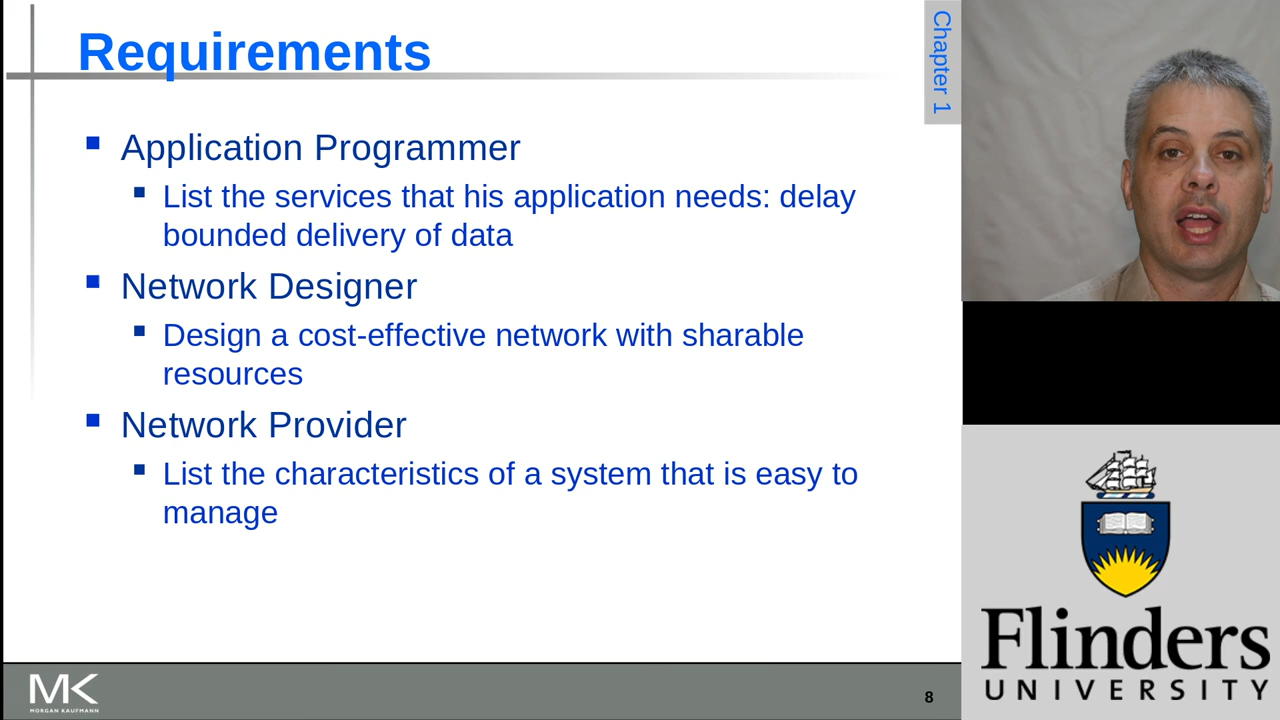 Requirements
Chapter 1
Application Programmer
List the services that his application needs: delay
bounded delivery of data
Network Designer
Design a cost-effective network with sharable
resources
Network Provider
List the characteristics of a system that is easy to
manage
MK
MORGAN KAUFMANN
8
Flinders
UNIVERSITY